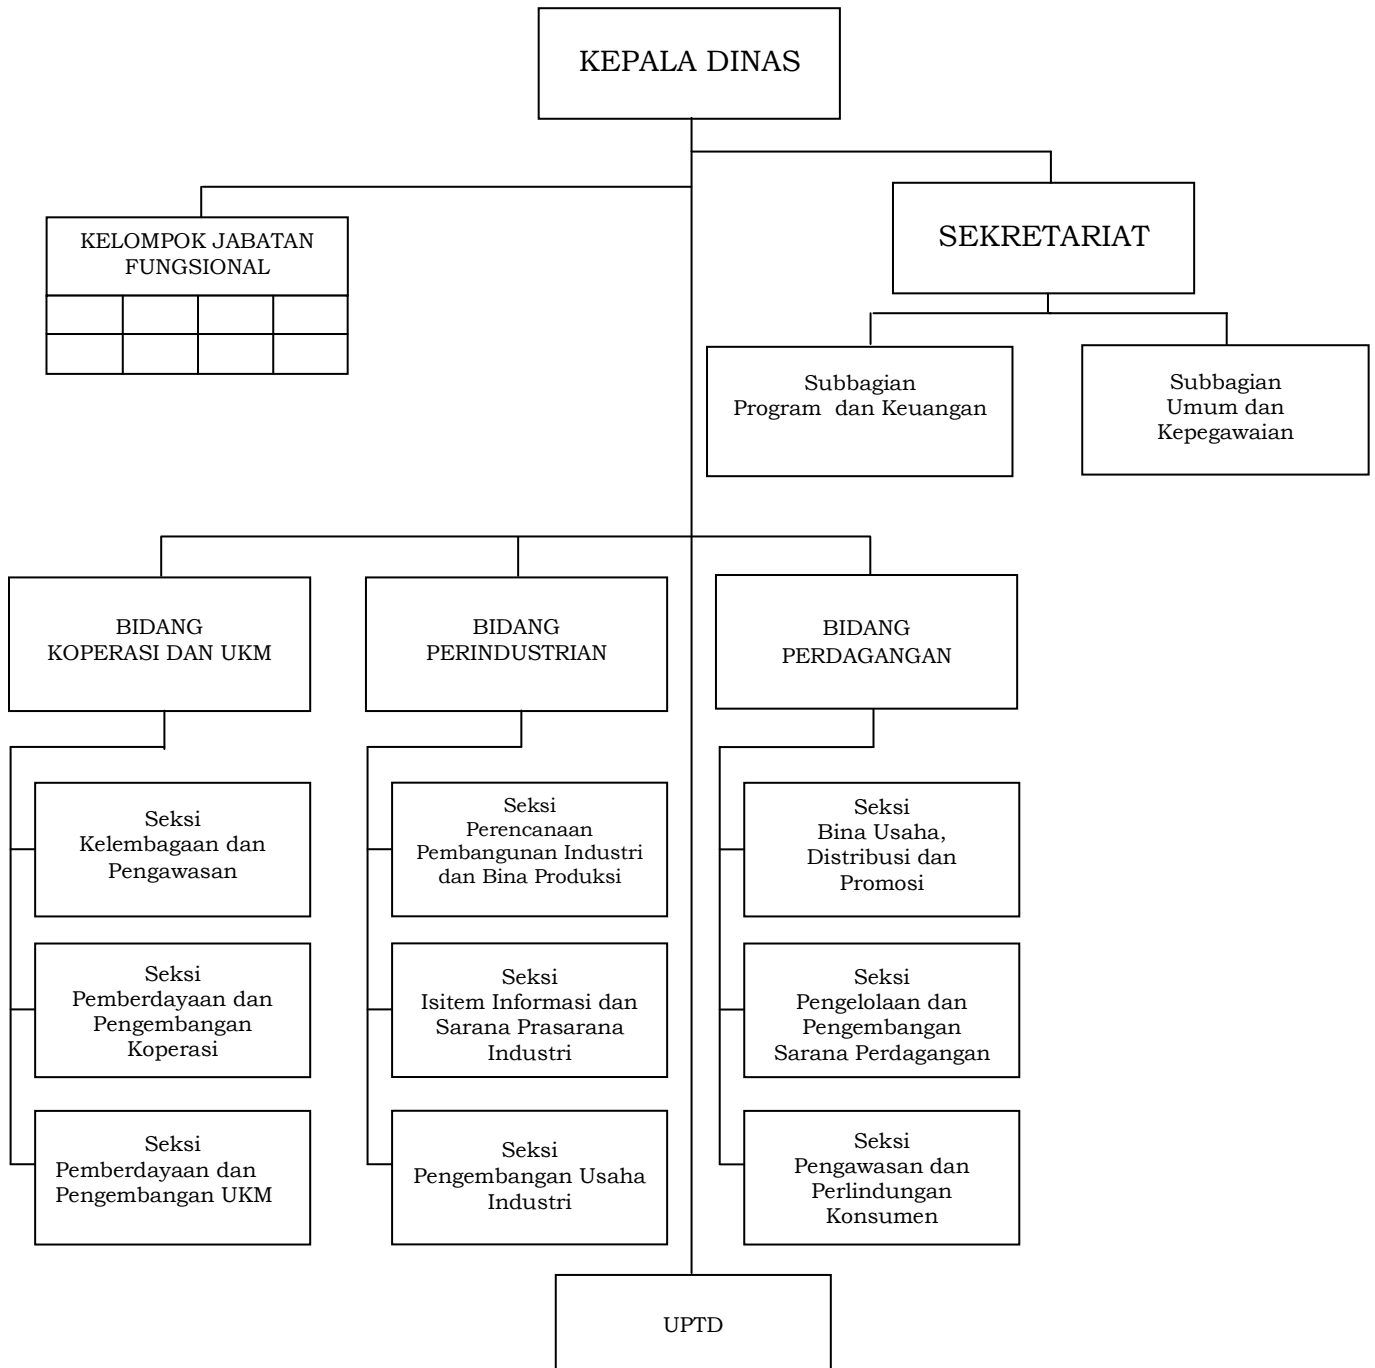 KEPALA DINAS
SEKRETARIAT
KELOMPOK JABATAN
FUNGSIONAL
Subbagian
Program dan Keuangan
Subbagian
Umum dan
Kepegawaian
BIDANG
KOPERASI DAN UKM
BIDANG
PERINDUSTRIAN
BIDANG
PERDAGANGAN
Seksi
Kelembagaan dan
Pengawasan
Seksi
Perencanaan
Pembangunan Industri
dan Bina Produksi
Seksi
Bina Usaha,
Distribusi dan
Promosi
Seksi
Pemberdayaan dan
Pengembangan
Koperasi
Seksi
Isitem Informasi dan
Sarana Prasarana
Industri
Seksi
Pengelolaan dan
Pengembangan
Sarana Perdagangan
Seksi
Pemberdayaan dan
Pengembangan UKM
Seksi
Pengembangan Usaha
Industri
Seksi
Pengawasan dan
Perlindungan
Konsumen
UPTD